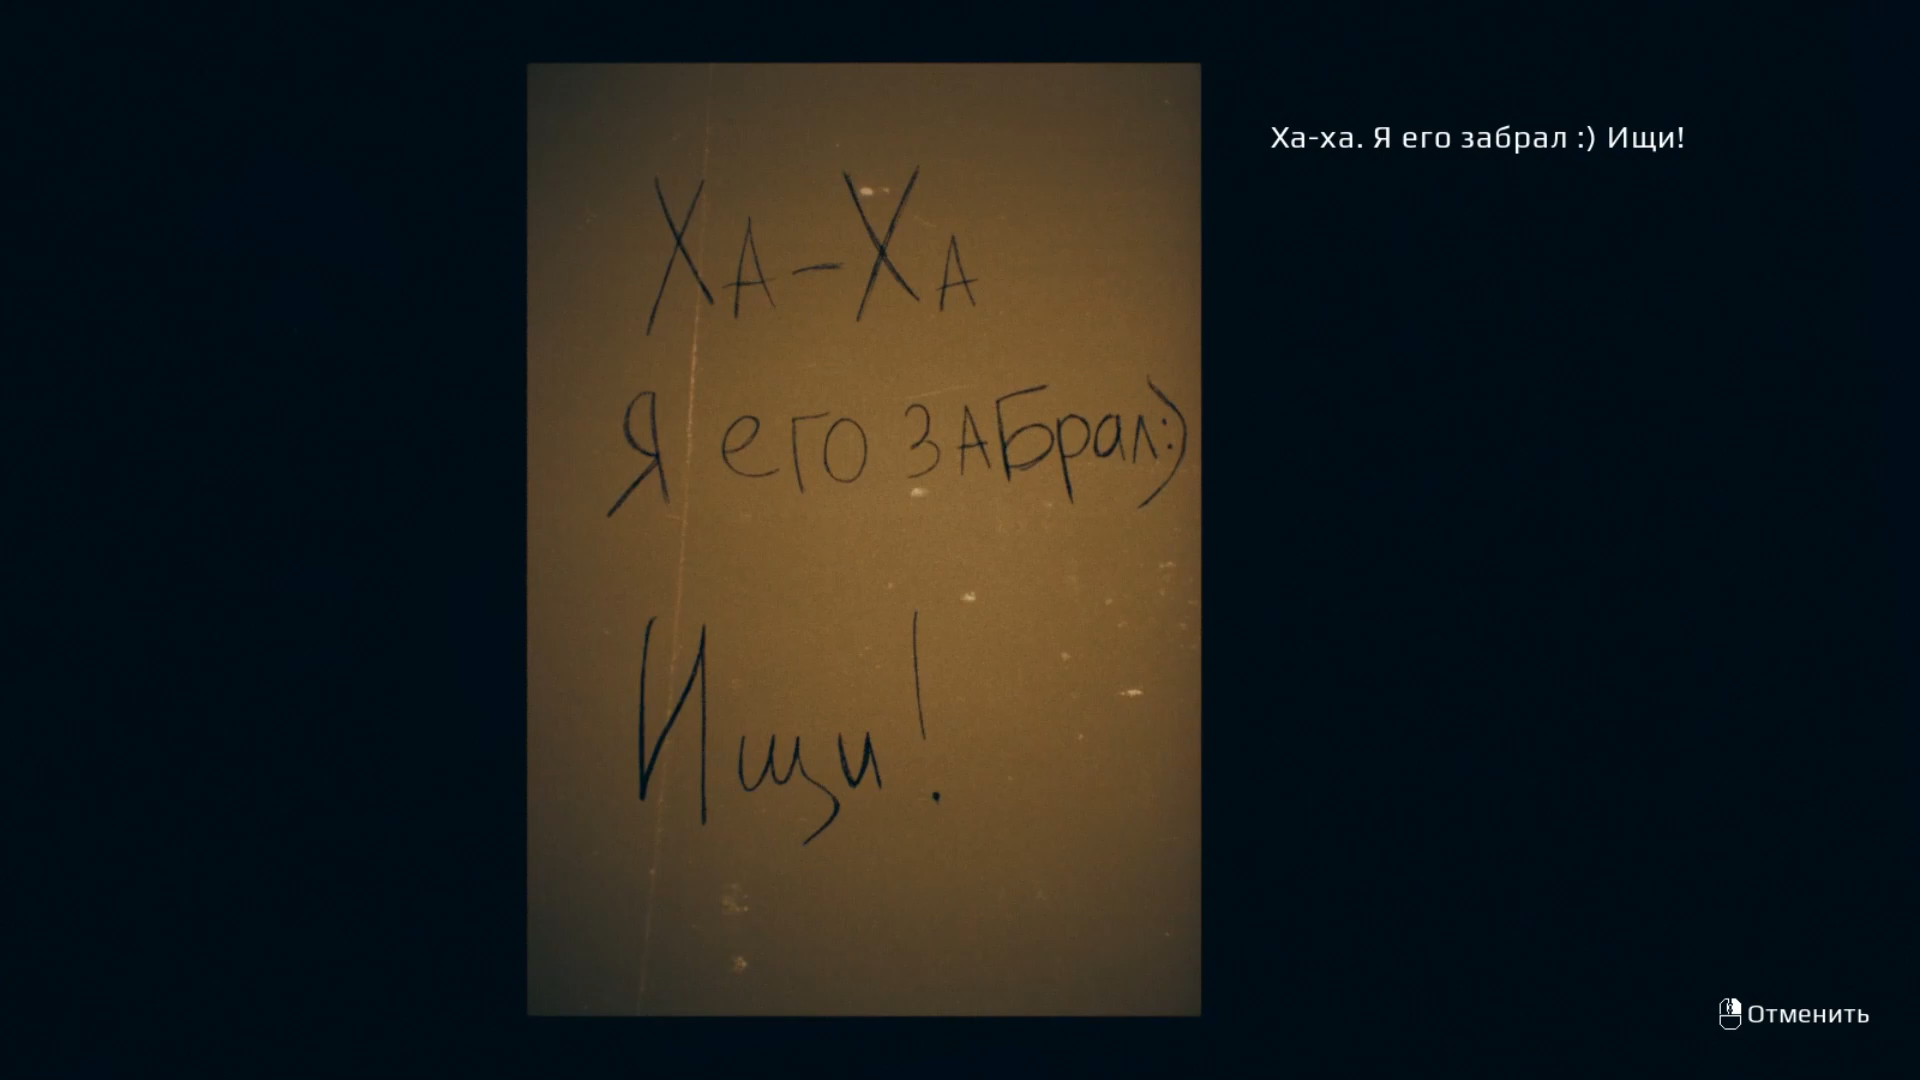 Ха-Ха
Я его забрал:)
Ищи!
Ха-ха. Я его забрал :) Ищи!
Отменить